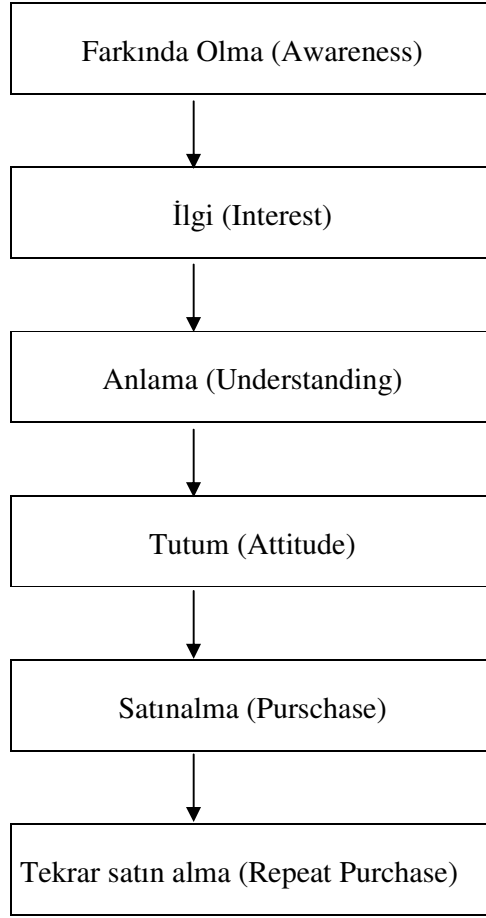 Farkında Olma (Awareness)
İlgi (Interest)
Anlama (Understanding)
Tutum (Attitude)
Satınalma (Purschase)
Tekrar satın alma (Repeat Purchase)